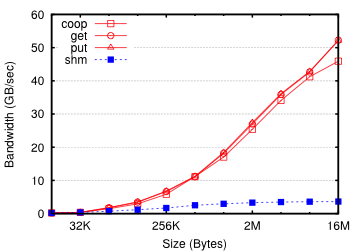 60
50
40
30
20
10
0
Bandwidth (GB/sec)
coop
get
put
shm
32K
256K
2M
16M
Size (Bytes)